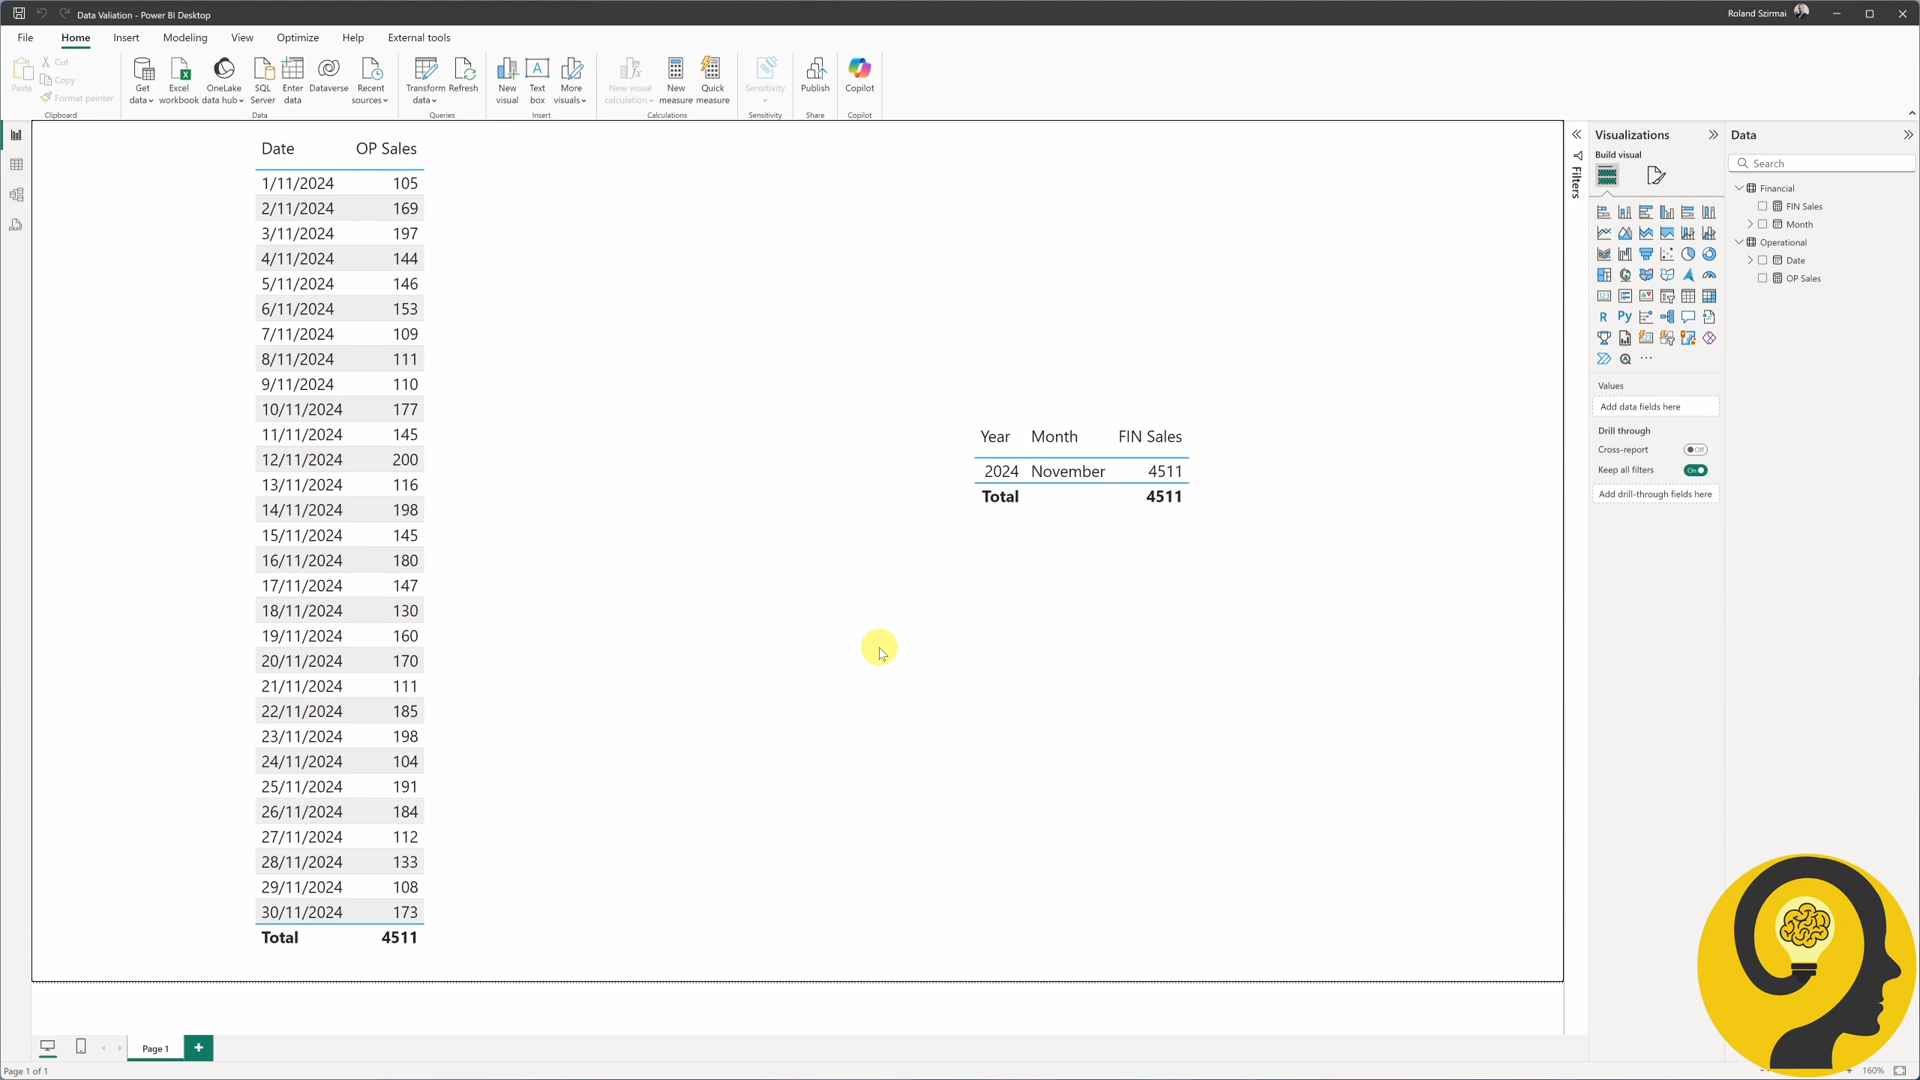 Data Valiation - Power BI Desktop
Roland Szirmai
File Home Insert Modeling View Optimize Help External tools
Paste
Cut
Copy
Format painter
Get data
Excel workbook
OneLake data hub
SQL Server
Enter data
Dataverse
Recent sources
Transform data
Refresh
New visual
Text box
More visuals
New visual calculation
New measure
Quick measure
Sensitivity
Publish
Copilot
Clipboard Data Queries Insert Calculations Sensitivity Share Copilot
Date OP Sales
1/11/2024 105
2/11/2024 169
3/11/2024 197
4/11/2024 144
5/11/2024 146
6/11/2024 153
7/11/2024 109
8/11/2024 111
9/11/2024 110
10/11/2024 177
11/11/2024 145
12/11/2024 200
13/11/2024 116
14/11/2024 198
15/11/2024 145
16/11/2024 180
17/11/2024 147
18/11/2024 130
19/11/2024 160
20/11/2024 170
21/11/2024 111
22/11/2024 185
23/11/2024 198
24/11/2024 104
25/11/2024 191
26/11/2024 184
27/11/2024 112
28/11/2024 133
29/11/2024 108
30/11/2024 173
Total 4511
Year Month FIN Sales
2024 November 4511
Total 4511
Filters
Visualizations
Build visual
R Py
123
Values
Add data fields here
Drill through
Cross-report Off
Keep all filters On
Add drill-through fields here
Data
Search
Financial
FIN Sales
Month
Operational
Date
OP Sales
Page 1
Page 1 of 1
160%